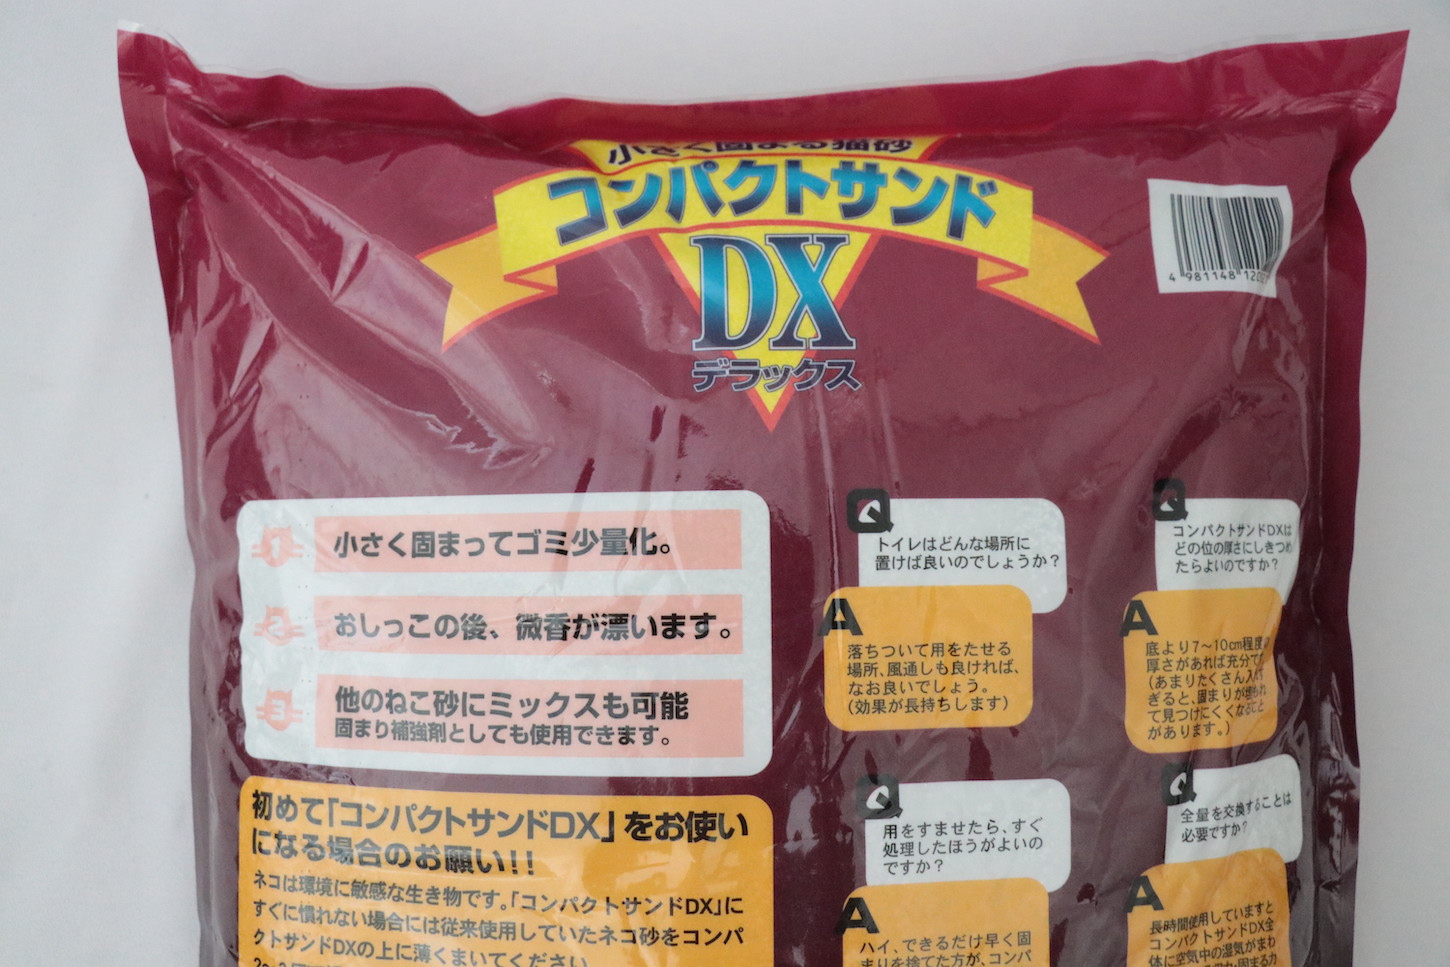 小さく固まる猫砂
コンパクトサンド
DX
デラックス
4 981148 120
1
小さく固まってゴミ少量化。
2
おしっこの後、微香が漂います。
3
他のねこ砂にミックスも可能
固まり補強剤としても使用できます。
初めて「コンパクトサンドDX」をお使い
になる場合のお願い!!
ネコは環境に敏感な生き物です。「コンパクトサンドDX」に
すぐに慣れない場合には従来使用していたネコ砂をコンパ
クトサンドDXの上に薄くまいてください
Q
トイレはどんな場所に
置けば良いのでしょうか?
A
落ちついて用をたせる
場所、風通しも良ければ、
なお良いでしょう。
(効果が長持ちします)
Q
用をすませたら、すぐ
処理したほうがよいの
ですか?
A
ハイ、できるだけ早く固
まりを捨てた方が、コンパ
Q
コンパクトサンドDXは
どの位の厚さにしきつめ
たらよいのですか?
A
底より7〜10cm程度の
厚さがあれば充分です
(あまりたくさん入れす
ぎると、固まりが埋もれ
て見つけにくくなること
があります。)
Q
全量を交換することは
必要ですか?
A
長時間使用していますと
コンパクトサンドDX全
体に空気中の湿気がまわ
固まる力